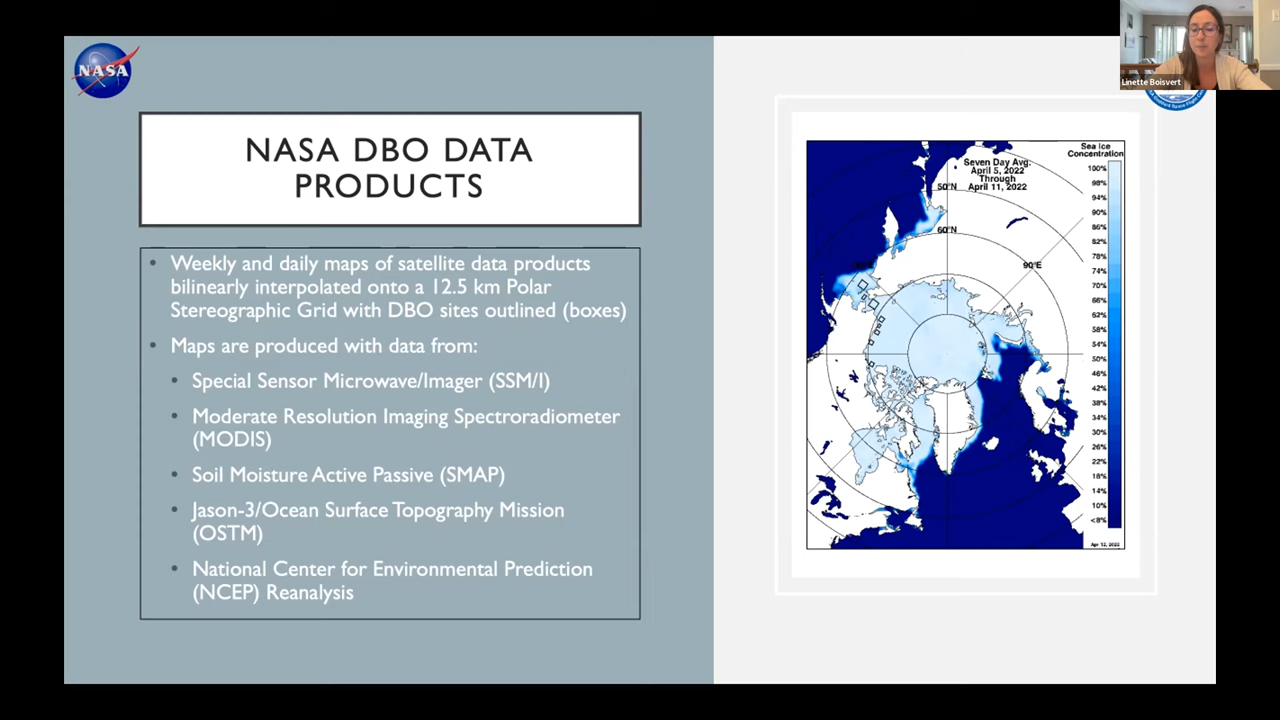 NASA
NASA DBO DATA
PRODUCTS
• Weekly and daily maps of satellite data products
bilinearly interpolated onto a 12.5 km Polar
Stereographic Grid with DBO sites outlined (boxes)
• Maps are produced with data from:
• Special Sensor Microwave/Imager (SSM/I)
• Moderate Resolution Imaging Spectroradiometer
(MODIS)
• Soil Moisture Active Passive (SMAP)
• Jason-3/Ocean Surface Topography Mission
(OSTM)
• National Center for Environmental Prediction
(NCEP) Reanalysis
Linette Boisvert
Seven Day Avg.
April 5, 2022
Through
April 11, 2022
50°N
60°N
90°E
Sea Ice
Concentration
100%
98%
94%
90%
86%
82%
78%
74%
70%
66%
62%
58%
54%
50%
46%
42%
38%
34%
30%
26%
22%
18%
14%
10%
<8%
Apr 12, 2022